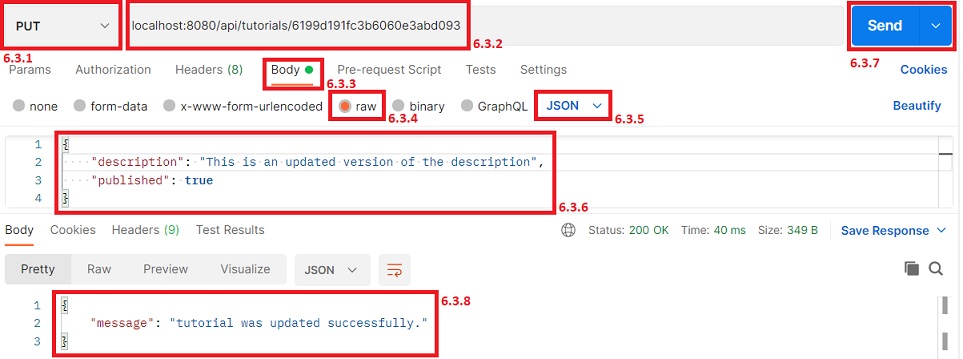 PUT localhost:8080/api/tutorials/6199d191fc3b6060e3abd093 Send
6.3.1 6.3.2 6.3.7
Params Authorization Headers (8) Body Pre-request Script Tests Settings Cookies
6.3.3
none form-data x-www-form-urlencoded raw binary GraphQL JSON Beautify
6.3.4 6.3.5
1 {
2 "description": "This is an updated version of the description",
3 "published": true
4 }
6.3.6
Body Cookies Headers (9) Test Results Status: 200 OK Time: 40 ms Size: 349 B Save Response
Pretty Raw Preview Visualize JSON
1 {
6.3.8
2 "message": "tutorial was updated successfully."
3 }